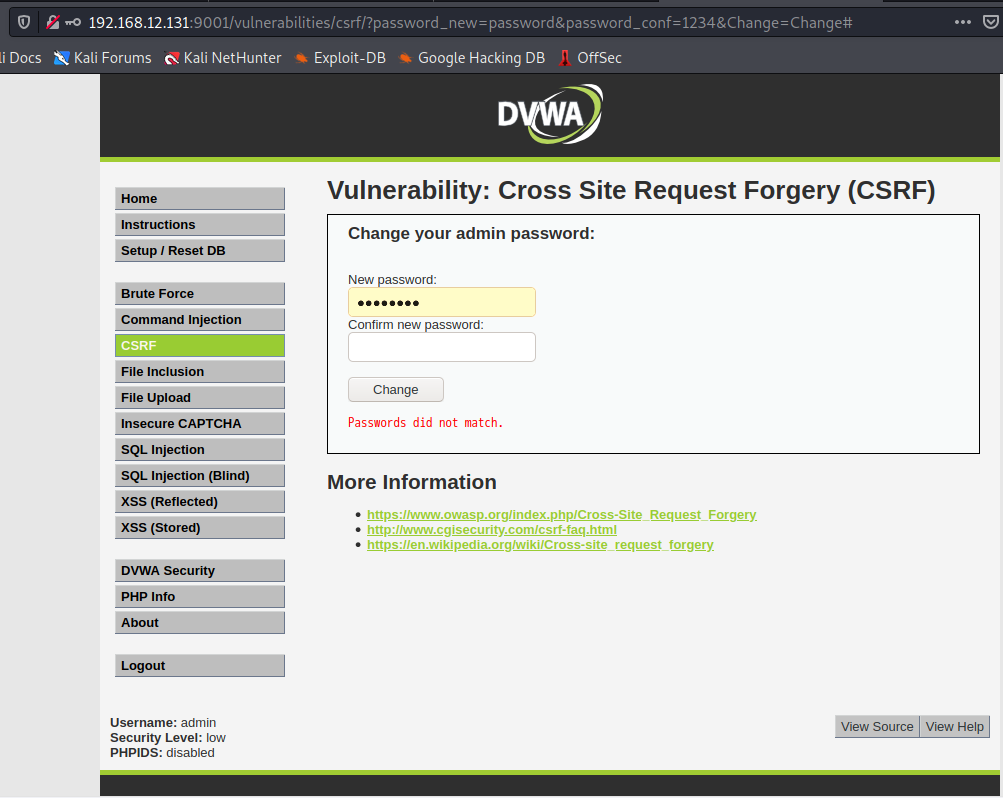 192.168.12.131:9001/vulnerabilities/csrf/?password_new=password&password_conf=1234&Change=Change#
li Docs Kali Forums Kali NetHunter Exploit-DB Google Hacking DB OffSec
DVWA
Home
Instructions
Setup / Reset DB
Brute Force
Command Injection
CSRF
File Inclusion
File Upload
Insecure CAPTCHA
SQL Injection
SQL Injection (Blind)
XSS (Reflected)
XSS (Stored)
DVWA Security
PHP Info
About
Logout
Vulnerability: Cross Site Request Forgery (CSRF)
Change your admin password:
New password:
••••••••
Confirm new password:
Change
Passwords did not match.
More Information
• https://www.owasp.org/index.php/Cross-Site_Request_Forgery
• http://www.cgisecurity.com/csrf-faq.html
• https://en.wikipedia.org/wiki/Cross-site_request_forgery
Username: admin
Security Level: low
PHPIDS: disabled
View Source View Help